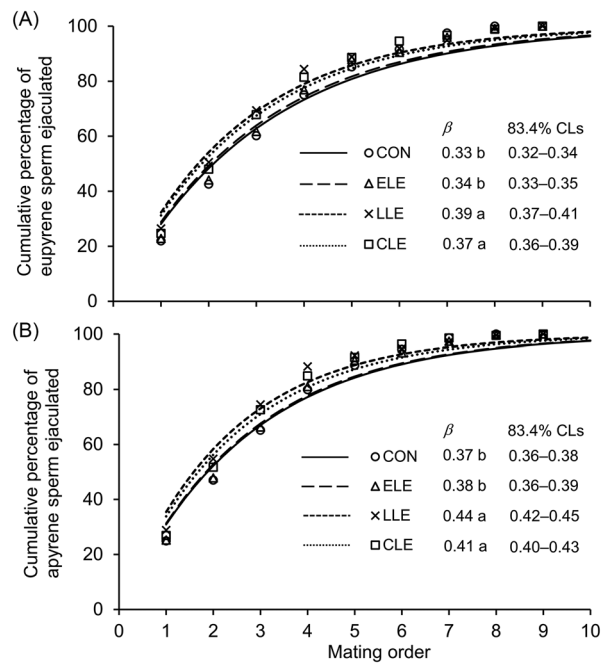 (A)
Cumulative percentage of
eupyrene sperm ejaculated
100
80
60
40
20
0
β 83.4% CLs
CON 0.33 b 0.32–0.34
ELE 0.34 b 0.33–0.35
LLE 0.39 a 0.37–0.41
CLE 0.37 a 0.36–0.39
(B)
Cumulative percentage of
apyrene sperm ejaculated
100
80
60
40
20
0
β 83.4% CLs
CON 0.37 b 0.36–0.38
ELE 0.38 b 0.36–0.39
LLE 0.44 a 0.42–0.45
CLE 0.41 a 0.40–0.43
0 1 2 3 4 5 6 7 8 9 10
Mating order